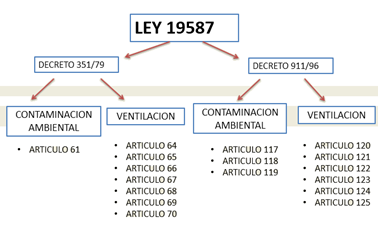 LEY 19587
DECRETO 351/79
DECRETO 911/96
CONTAMINACION
AMBIENTAL
• ARTICULO 61
VENTILACION
• ARTICULO 64
• ARTICULO 65
• ARTICULO 66
• ARTICULO 67
• ARTICULO 68
• ARTICULO 69
• ARTICULO 70
CONTAMINACION
AMBIENTAL
• ARTICULO 117
• ARTICULO 118
• ARTICULO 119
VENTILACION
• ARTICULO 120
• ARTICULO 121
• ARTICULO 122
• ARTICULO 123
• ARTICULO 124
• ARTICULO 125